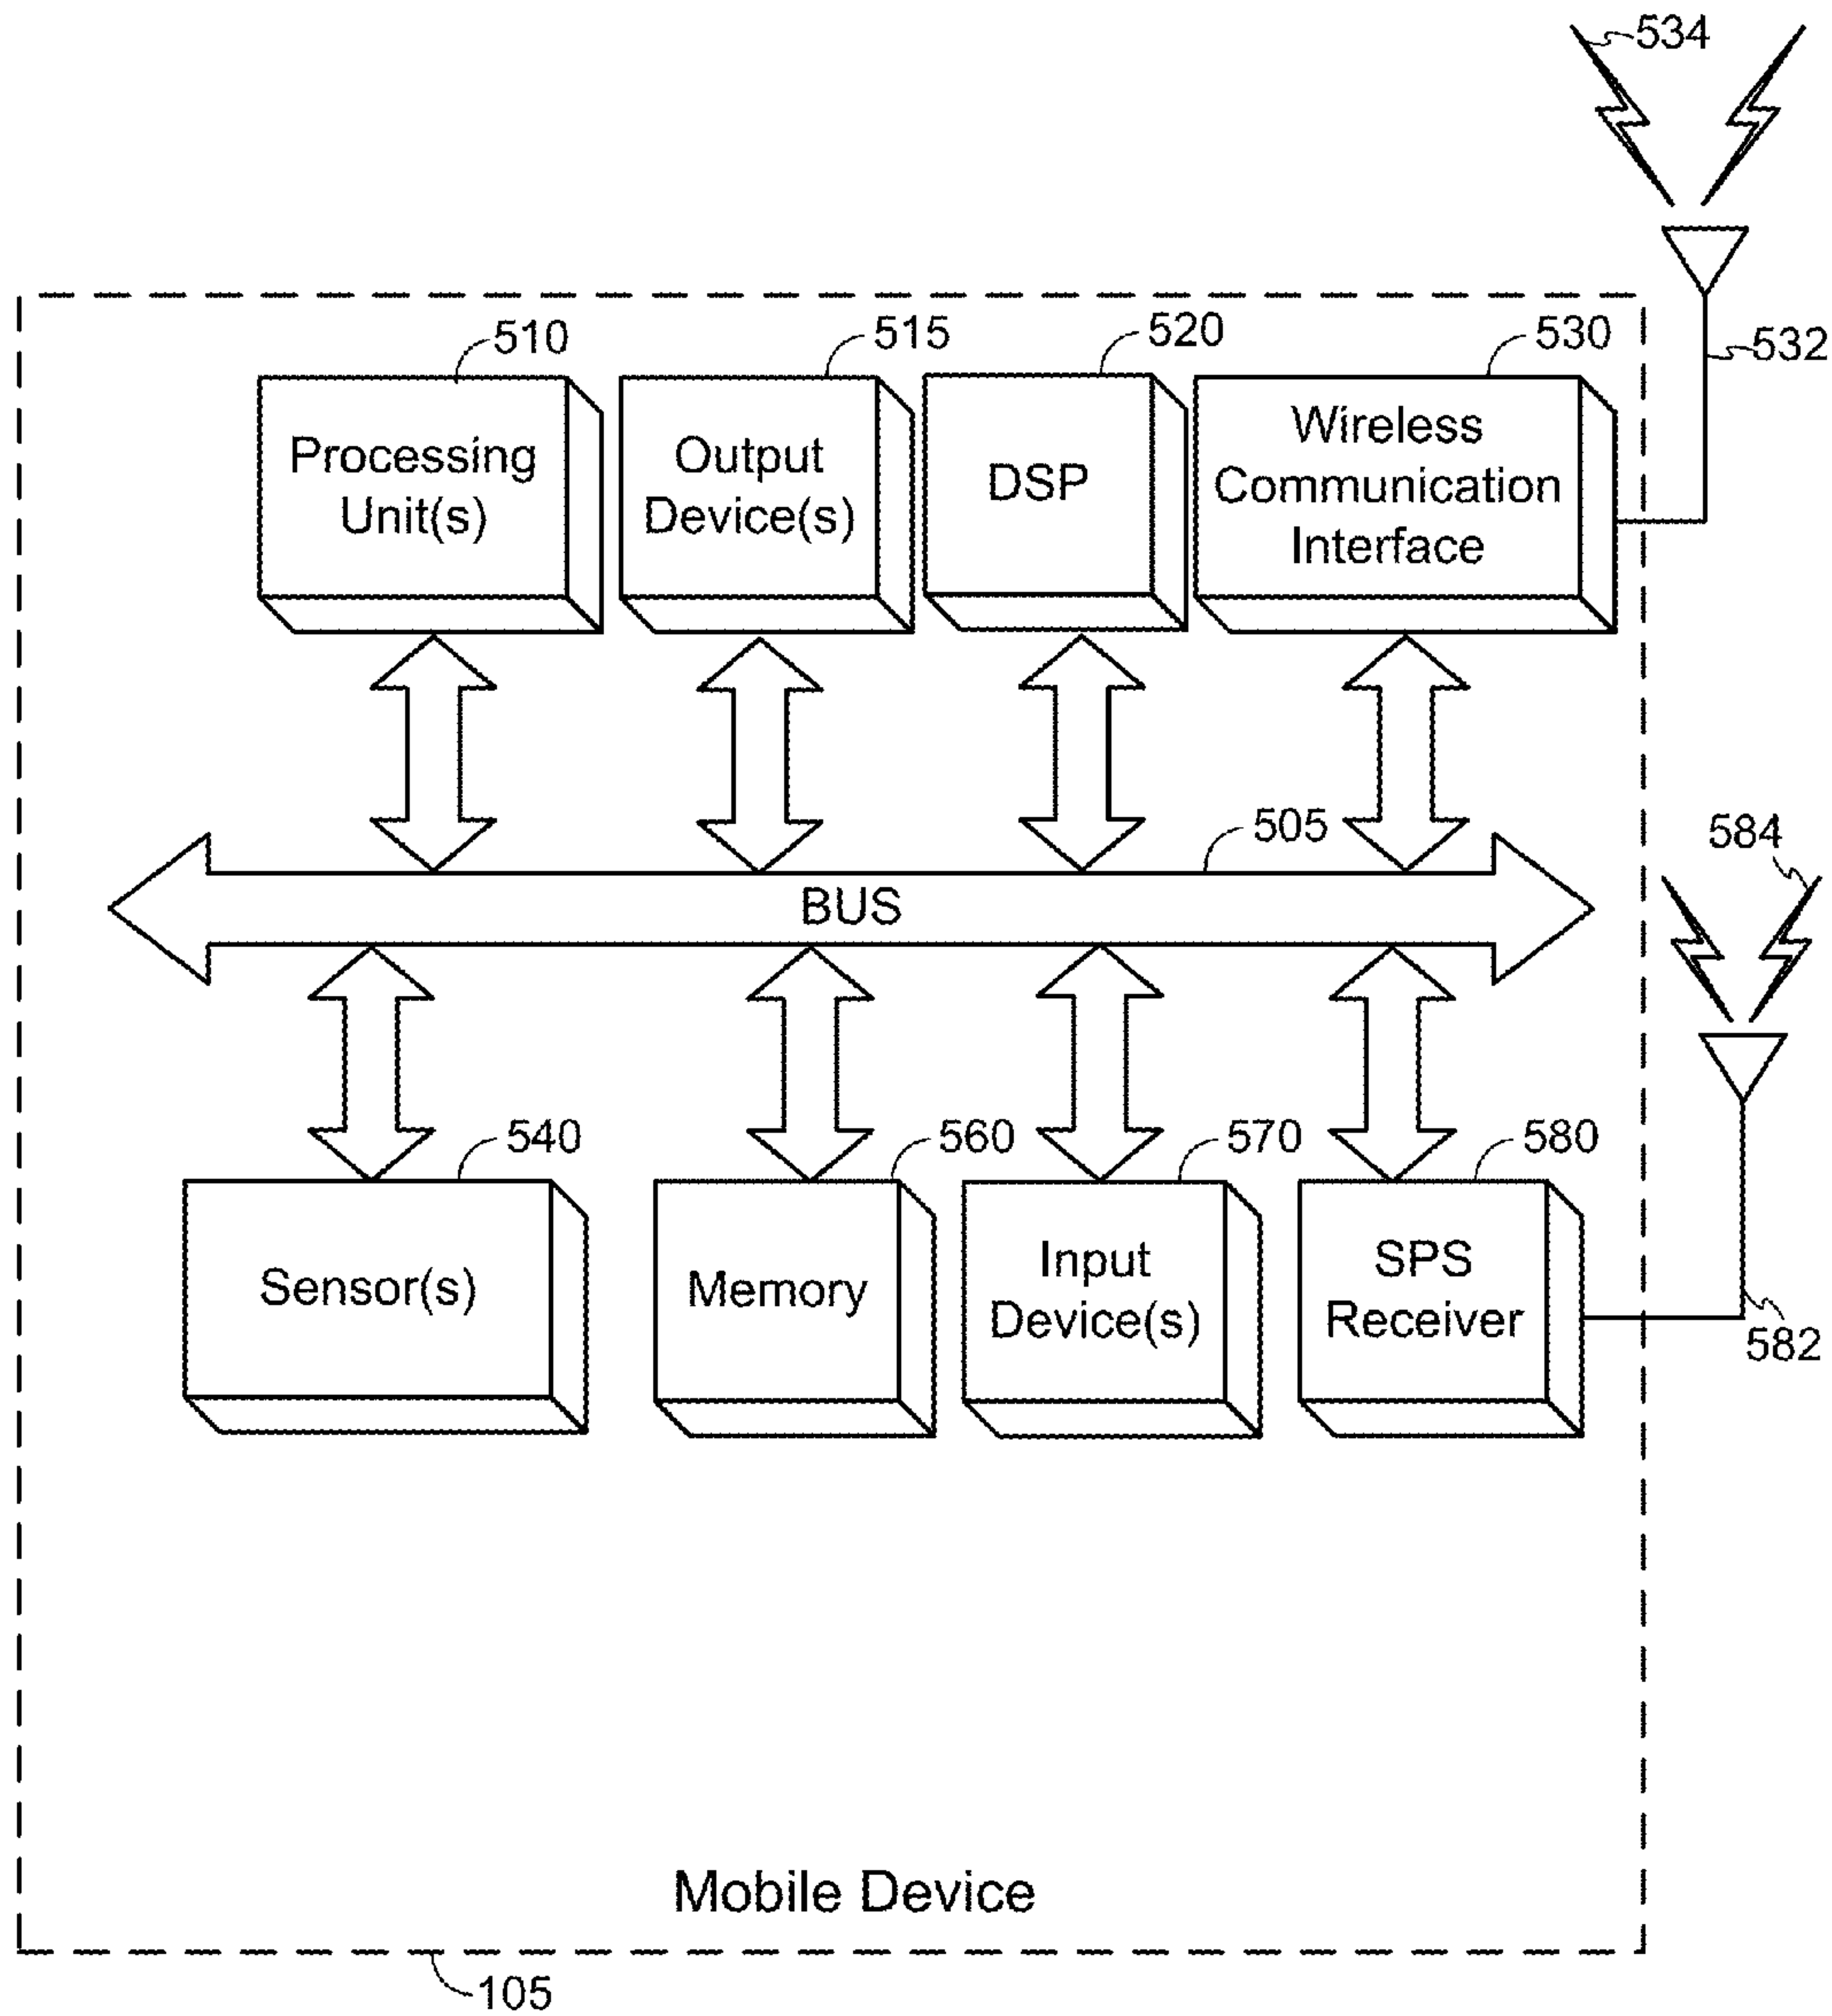 534
532
510
515
520
530
Processing
Unit(s)
Output
Device(s)
DSP
Wireless
Communication
Interface
505
BUS
584
540
560
570
580
Sensor(s)
Memory
Input
Device(s)
SPS
Receiver
582
Mobile Device
105